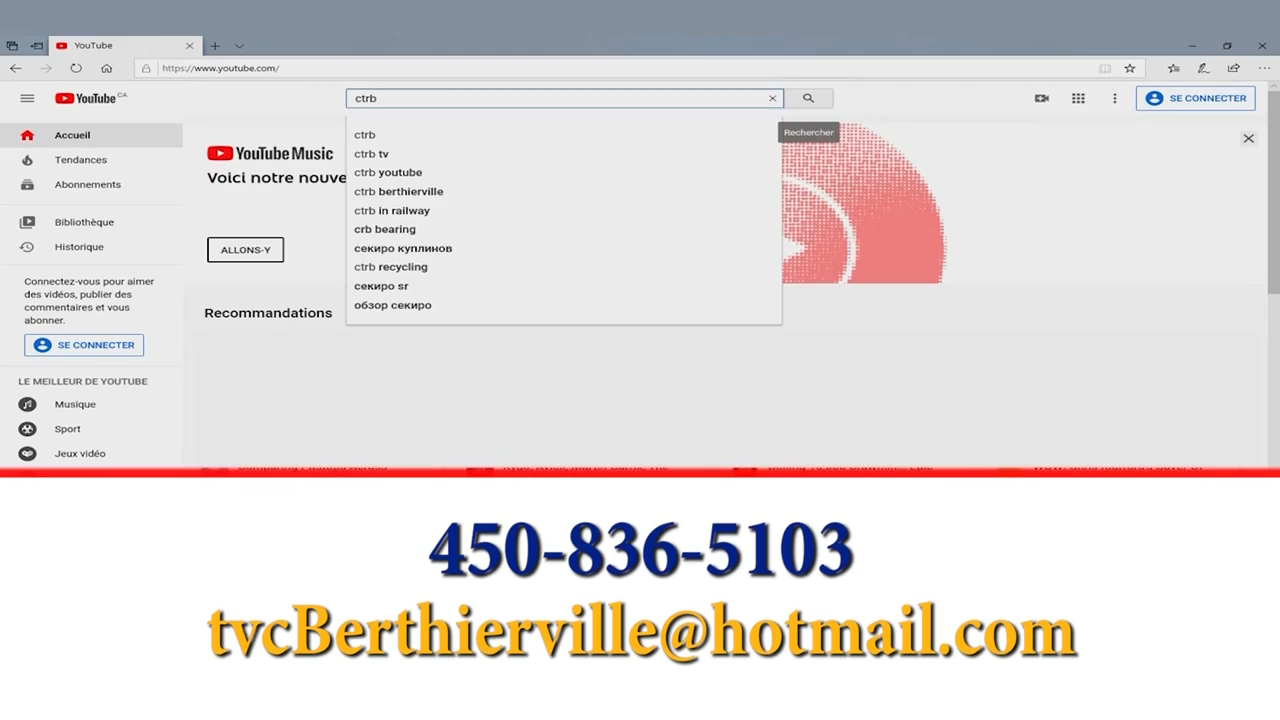 YouTube
https://www.youtube.com/
YouTube CA
ctrb
SE CONNECTER
Rechercher
Accueil
Tendances
Abonnements
Bibliothèque
Historique
Connectez-vous pour aimer
des vidéos, publier des
commentaires et vous
abonner.
SE CONNECTER
LE MEILLEUR DE YOUTUBE
Musique
Sport
Jeux vidéo
YouTube Music
Voici notre nouve
ALLONS-Y
ctrb
ctrb tv
ctrb youtube
ctrb berthierville
ctrb in railway
crb bearing
секиро куплинов
ctrb recycling
секиро sr
обзор секиро
Recommandations
450-836-5103
tvcBerthierville@hotmail.com